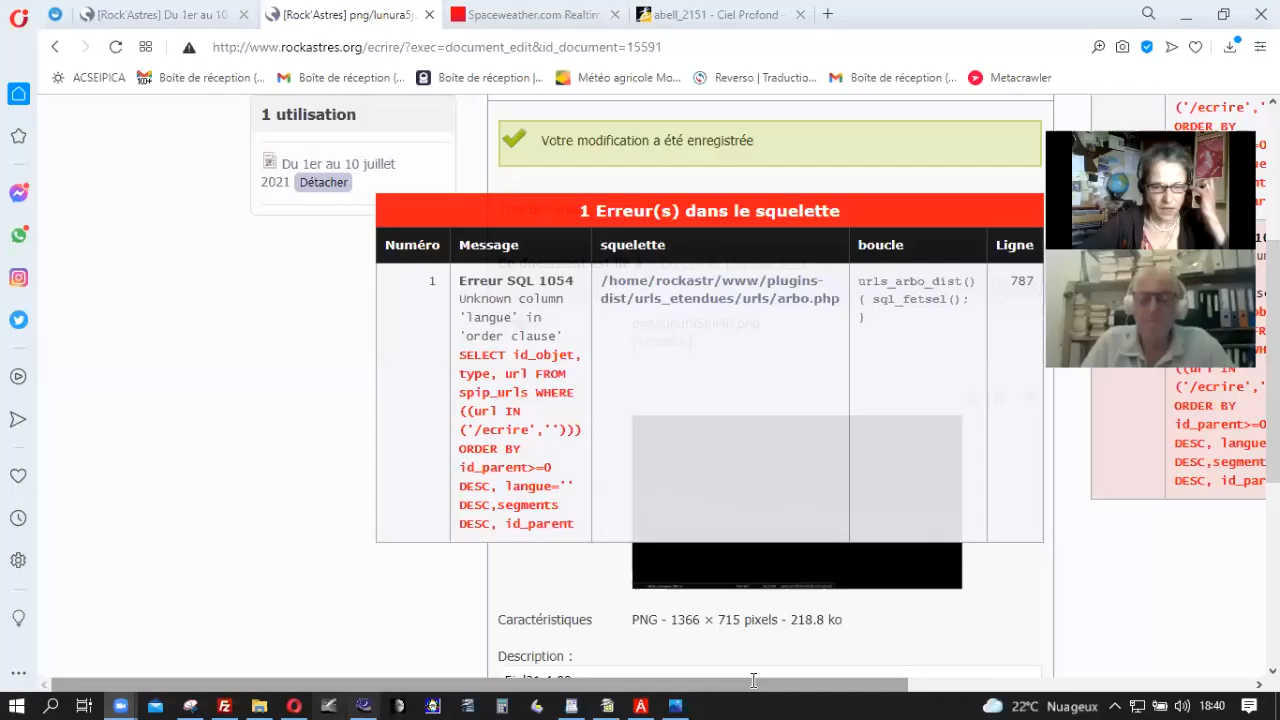 [Rock'Astres] Du 1er au 10
[Rock'Astres] png/lunura5j...
Spaceweather.com Realtin
abell_2151 - Ciel Profond -
http://www.rockastres.org/ecrire/?exec=document_edit&id_document=15591
ACSEIPICA
Boîte de réception (...
Boîte de réception (...
Boîte de réception |...
Météo agricole Mo...
Reverso | Traductio...
Boîte de réception (...
Metacrawler
1 utilisation
Du 1er au 10 juillet
2021 Détacher
Votre modification a été enregistrée
1 Erreur(s) dans le squelette
Numéro Message squelette boucle Ligne
1
Erreur SQL 1054
Unknown column
'langue' in
'order clause'
SELECT id_objet,
type, url FROM
spip_urls WHERE
((url IN
('/ecrire','')))
ORDER BY
id_parent>=0
DESC, langue=''
DESC,segments
DESC, id_parent
/home/rockastr/www/plugins-
dist/urls_etendues/urls/arbo.php
urls_arbo_dist()
{ sql_fetsel();
}
787
Caractéristiques PNG - 1366 × 715 pixels - 218.8 ko
Description :
('/ecrire','
ORDER BY
('/ecrire','
ORDER BY
id_parent>=0
DESC, langue
DESC,segment
DESC, id_par
22°C Nuageux
18:40